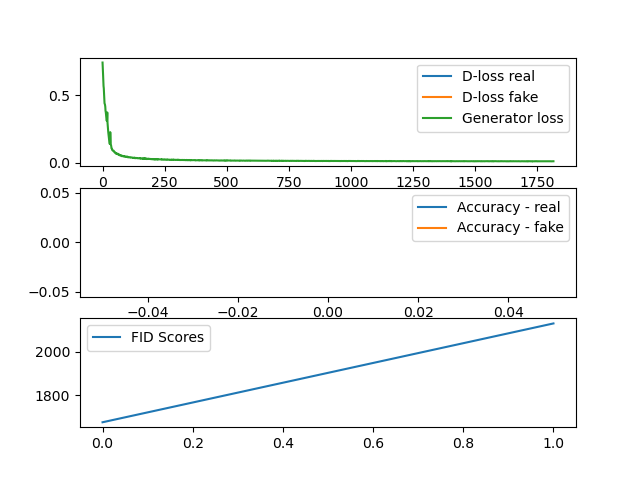 D-loss real
D-loss fake
Generator loss
0.5
0.0
0 250 500 750 1000 1250 1500 1750
Accuracy - real
Accuracy - fake
0.05
0.00
−0.05
−0.04 −0.02 0.00 0.02 0.04
FID Scores
2000
1800
0.0 0.2 0.4 0.6 0.8 1.0